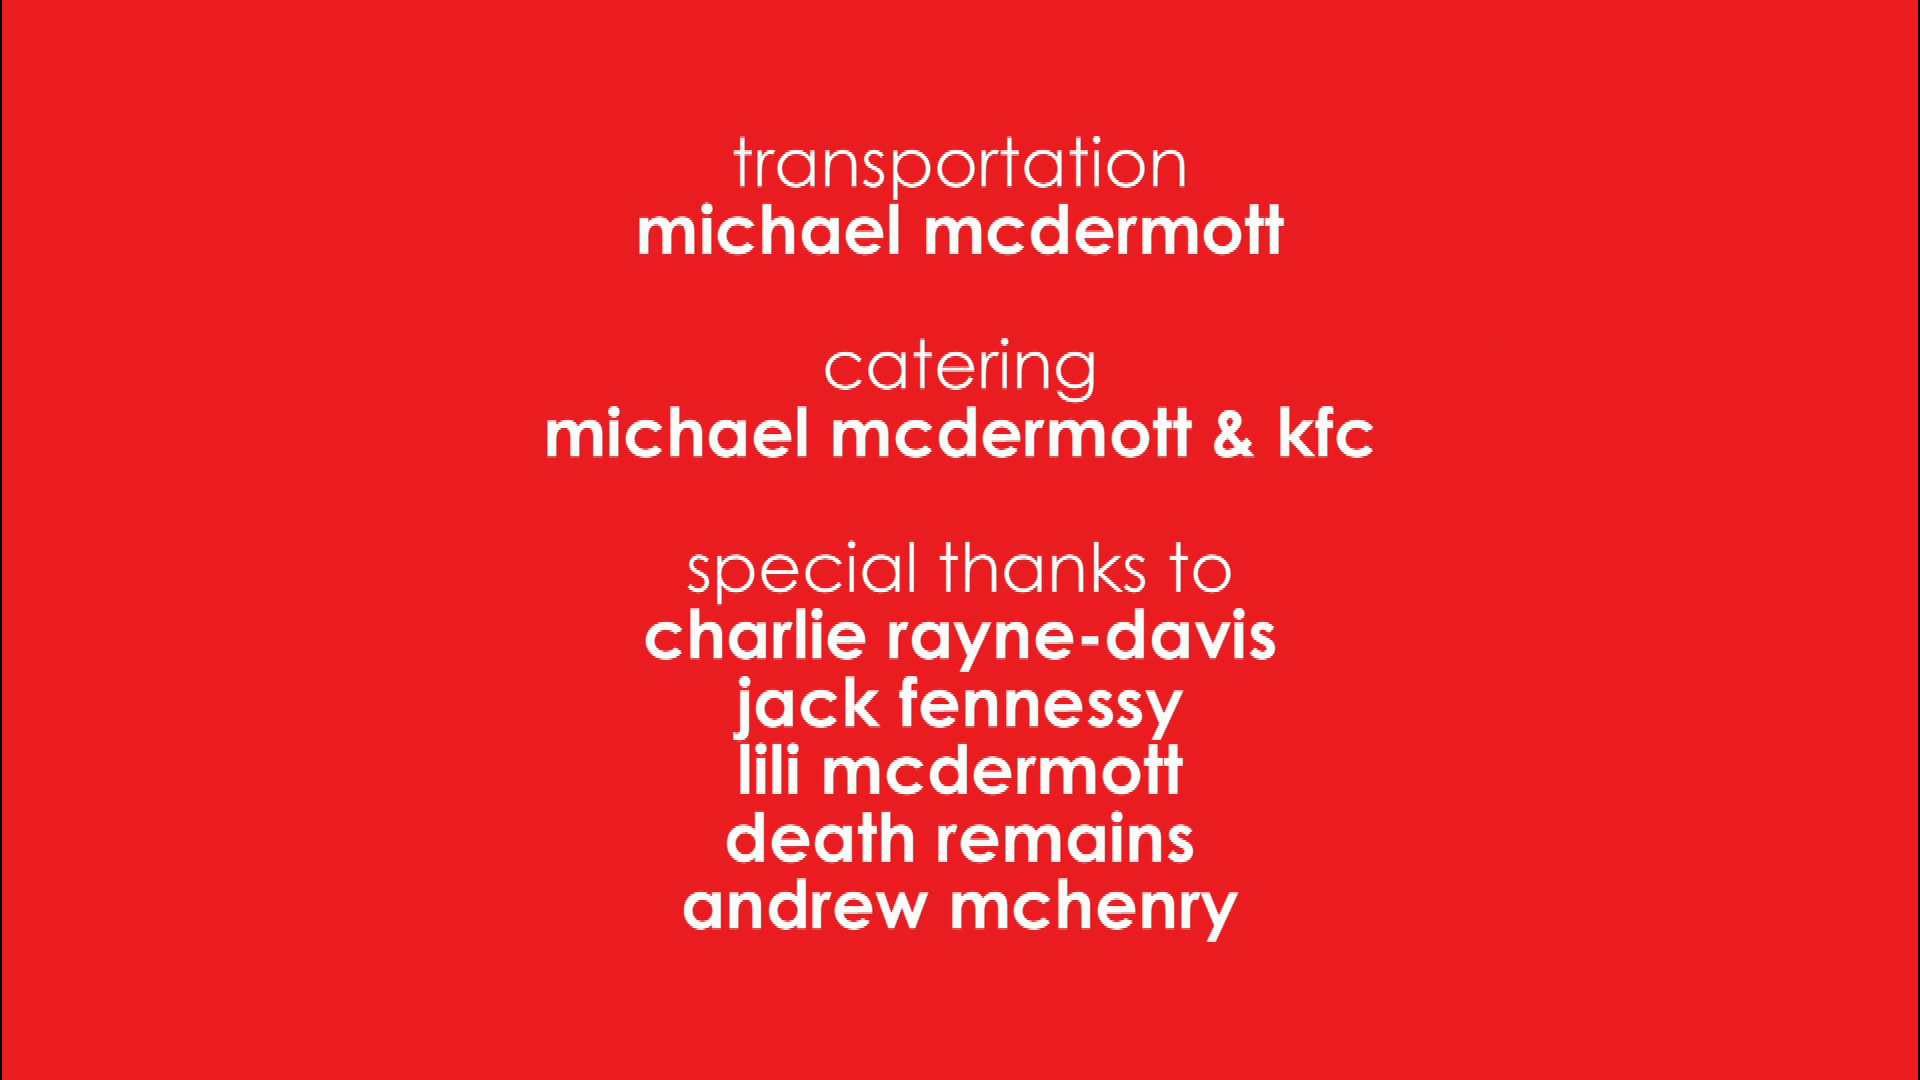 transportation
michael mcdermott
catering
michael mcdermott & kfc
special thanks to
charlie rayne-davis
jack fennessy
lili mcdermott
death remains
andrew mchenry